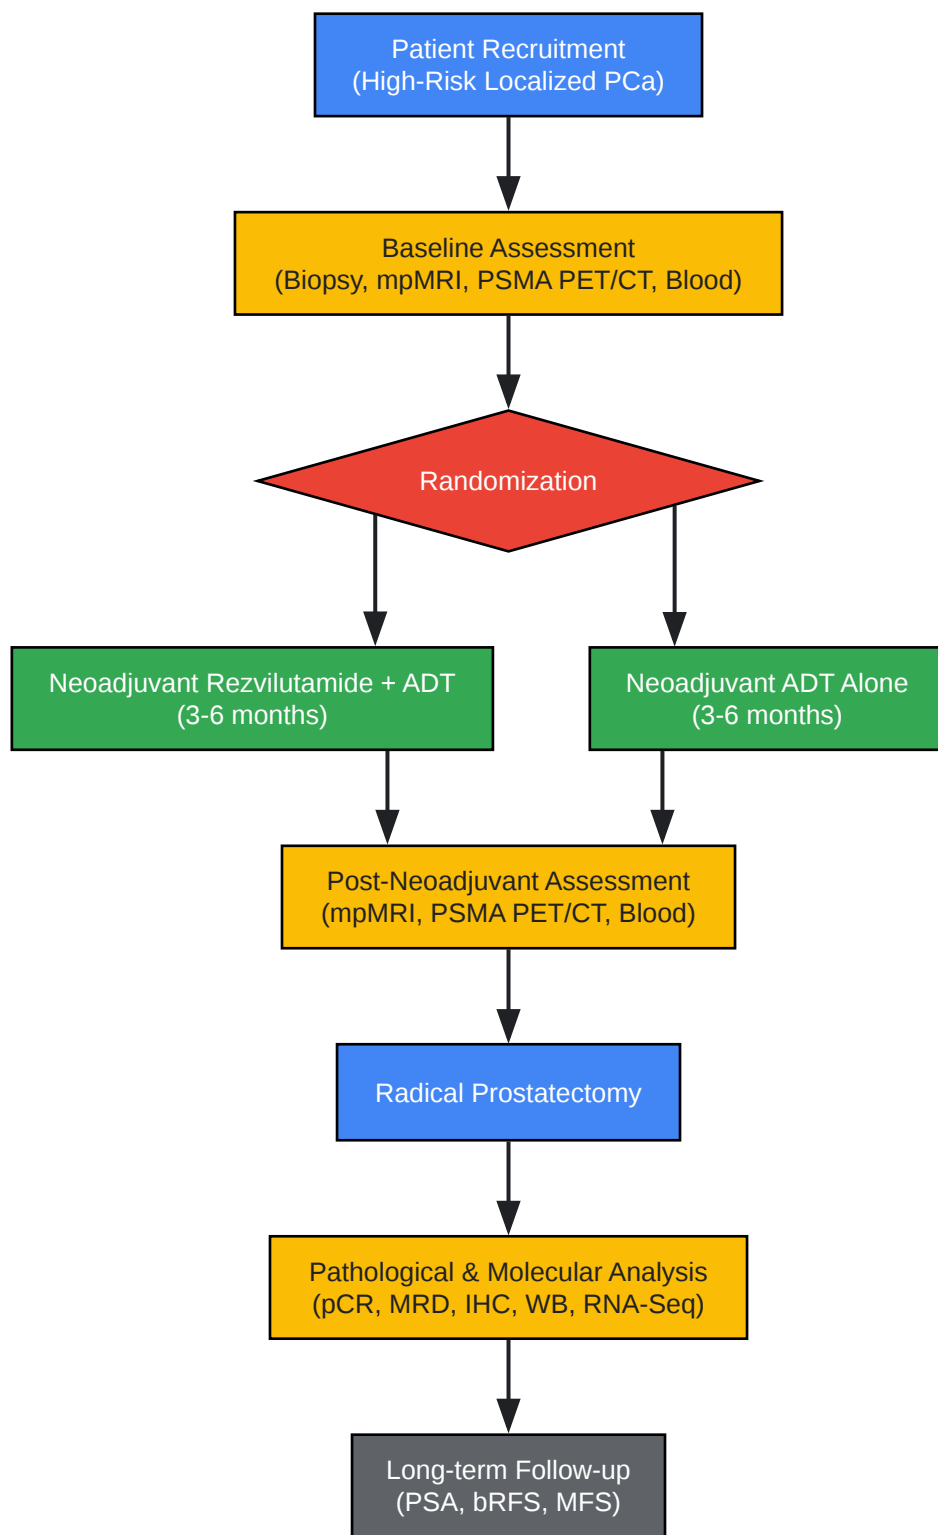 Patient Recruitment
(High-Risk Localized PCa)
Baseline Assessment
(Biopsy, mpMRI, PSMA PET/CT, Blood)
Randomization
Neoadjuvant Rezvilutamide + ADT
(3-6 months)
Neoadjuvant ADT Alone
(3-6 months)
Post-Neoadjuvant Assessment
(mpMRI, PSMA PET/CT, Blood)
Radical Prostatectomy
Pathological & Molecular Analysis
(pCR, MRD, IHC, WB, RNA-Seq)
Long-term Follow-up
(PSA, bRFS, MFS)